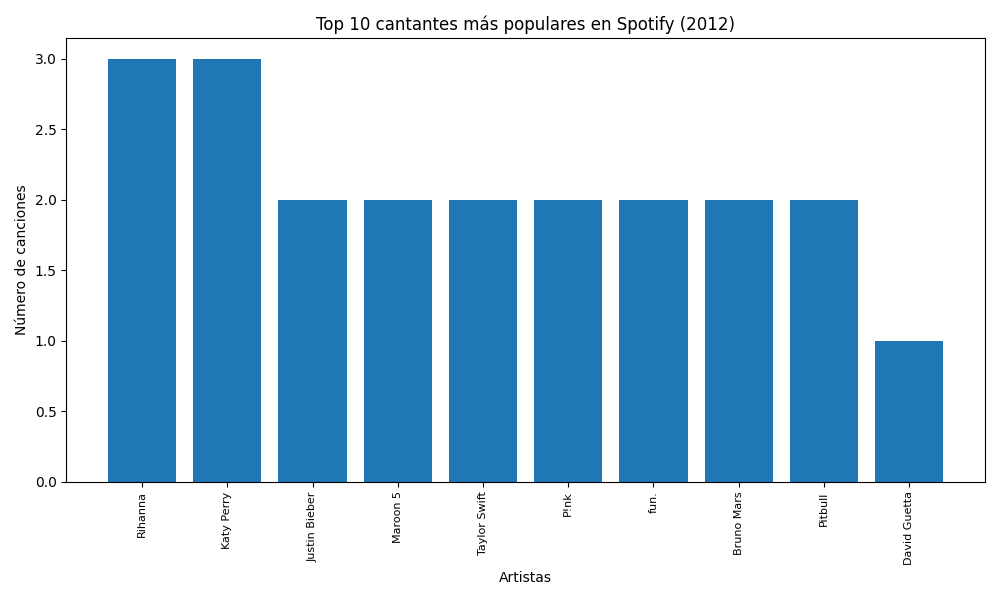 Top 10 cantantes más populares en Spotify (2012)
Número de canciones
3.0
2.5
2.0
1.5
1.0
0.5
0.0
Rihanna
Katy Perry
Justin Bieber
Maroon 5
Taylor Swift
P!nk
fun.
Bruno Mars
Pitbull
David Guetta
Artistas